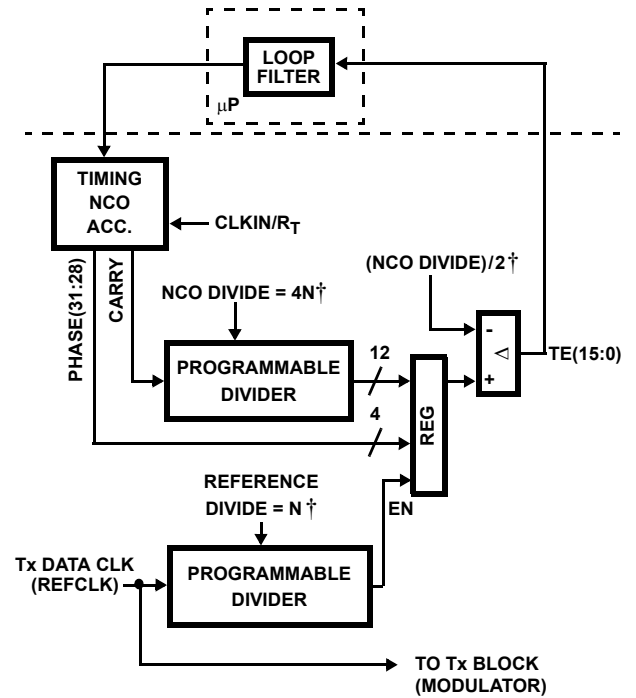 LOOP
FILTER
μP
TIMING
NCO
ACC.
CLKIN/RT
PHASE(31:28)
CARRY
(NCO DIVIDE)/2†
NCO DIVIDE = 4N†
PROGRAMMABLE
DIVIDER
12
4
REG
-
Δ
+
TE(15:0)
REFERENCE
DIVIDE = N†
EN
Tx DATA CLK
(REFCLK)
PROGRAMMABLE
DIVIDER
TO Tx BLOCK
(MODULATOR)